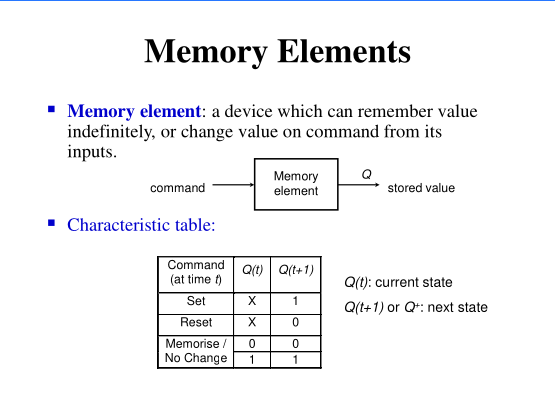 Memory Elements
Memory element: a device which can remember value
indefinitely, or change value on command from its
inputs.
command
Memory
element
Q
stored value
Characteristic table:
Command
(at time t)
Q(t)
Q(t+1)
Set
X
1
Reset
X
0
Memorise /
No Change
0
0
1
1
Q(t): current state
Q(t+1) or Q+: next state